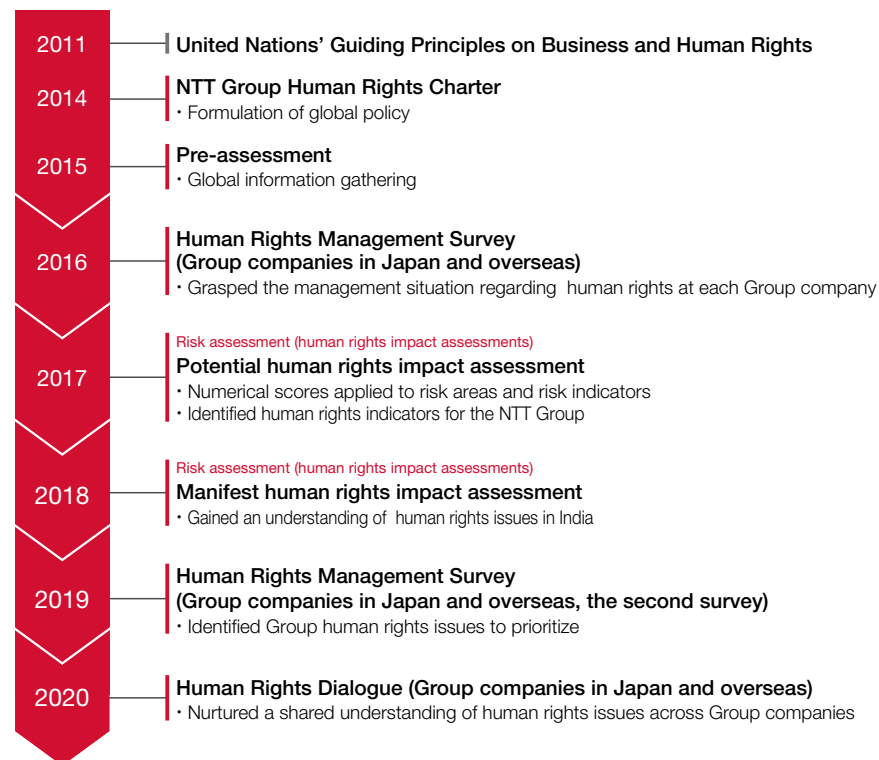 2011
United Nations' Guiding Principles on Business and Human Rights
2014
NTT Group Human Rights Charter
・Formulation of global policy
2015
Pre-assessment
・Global information gathering
2016
Human Rights Management Survey
(Group companies in Japan and overseas)
・Grasped the management situation regarding human rights at each Group company
2017
Risk assessment (human rights impact assessments)
Potential human rights impact assessment
・Numerical scores applied to risk areas and risk indicators
・Identified human rights indicators for the NTT Group
2018
Risk assessment (human rights impact assessments)
Manifest human rights impact assessment
・Gained an understanding of human rights issues in India
2019
Human Rights Management Survey
(Group companies in Japan and overseas, the second survey)
・Identified Group human rights issues to prioritize
2020
Human Rights Dialogue (Group companies in Japan and overseas)
・Nurtured a shared understanding of human rights issues across Group companies